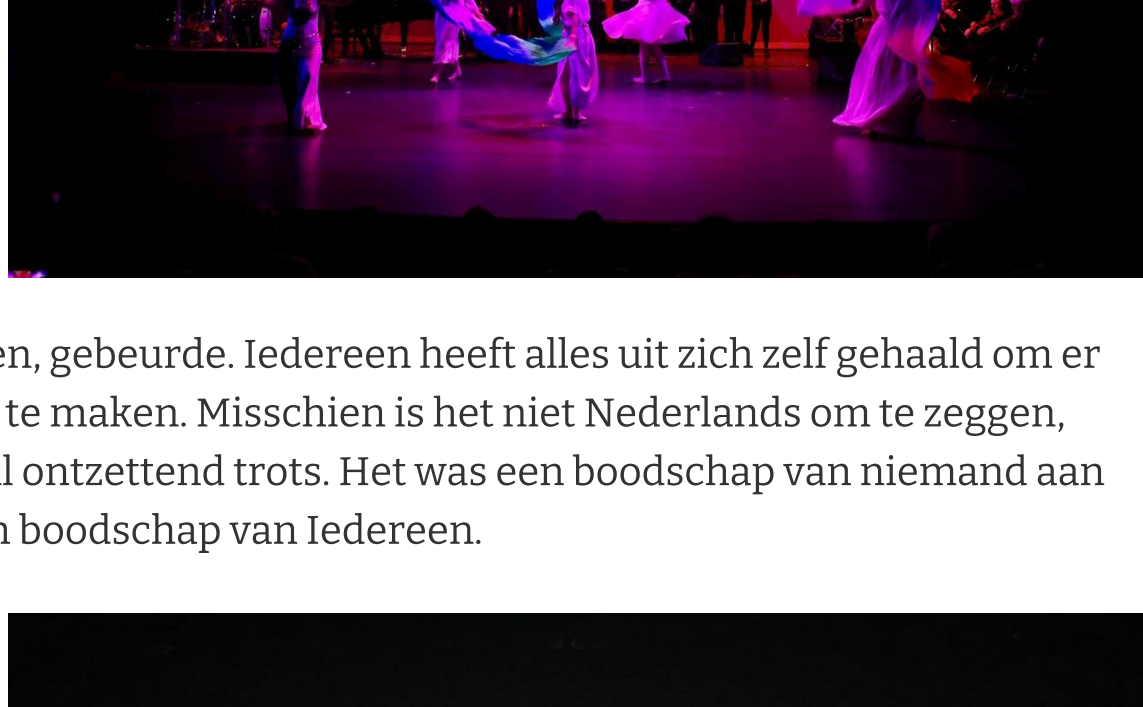 en, gebeurde. Iedereen heeft alles uit zich zelf gehaald om er
te maken. Misschien is het niet Nederlands om te zeggen,
l ontzettend trots. Het was een boodschap van niemand aan
n boodschap van Iedereen.